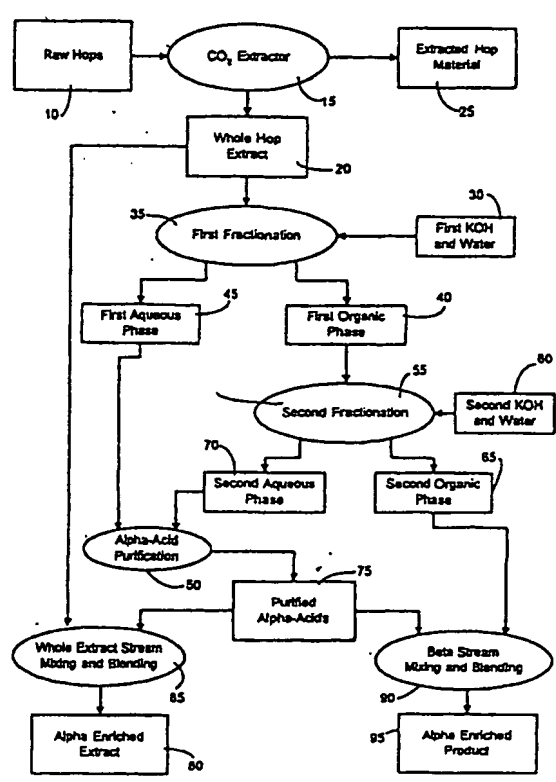 Raw Hops
CO₂ Extractor
Extracted Hop
Material
10
15
25
Whole Hop
Extract
20
30
35
First KOH
and Water
First Fractionation
45
40
First Aqueous
Phase
First Organic
Phase
55
60
Second KOH
and Water
Second Fractionation
70
65
Second Aqueous
Phase
Second Organic
Phase
Alpha-Acid
Purification
50
75
Purified
Alpha-Acids
Whole Extract Stream
Mixing and Blending
85
Beta Stream
Mixing and Blending
90
Alpha Enriched
Extract
80
95
Alpha Enriched
Product